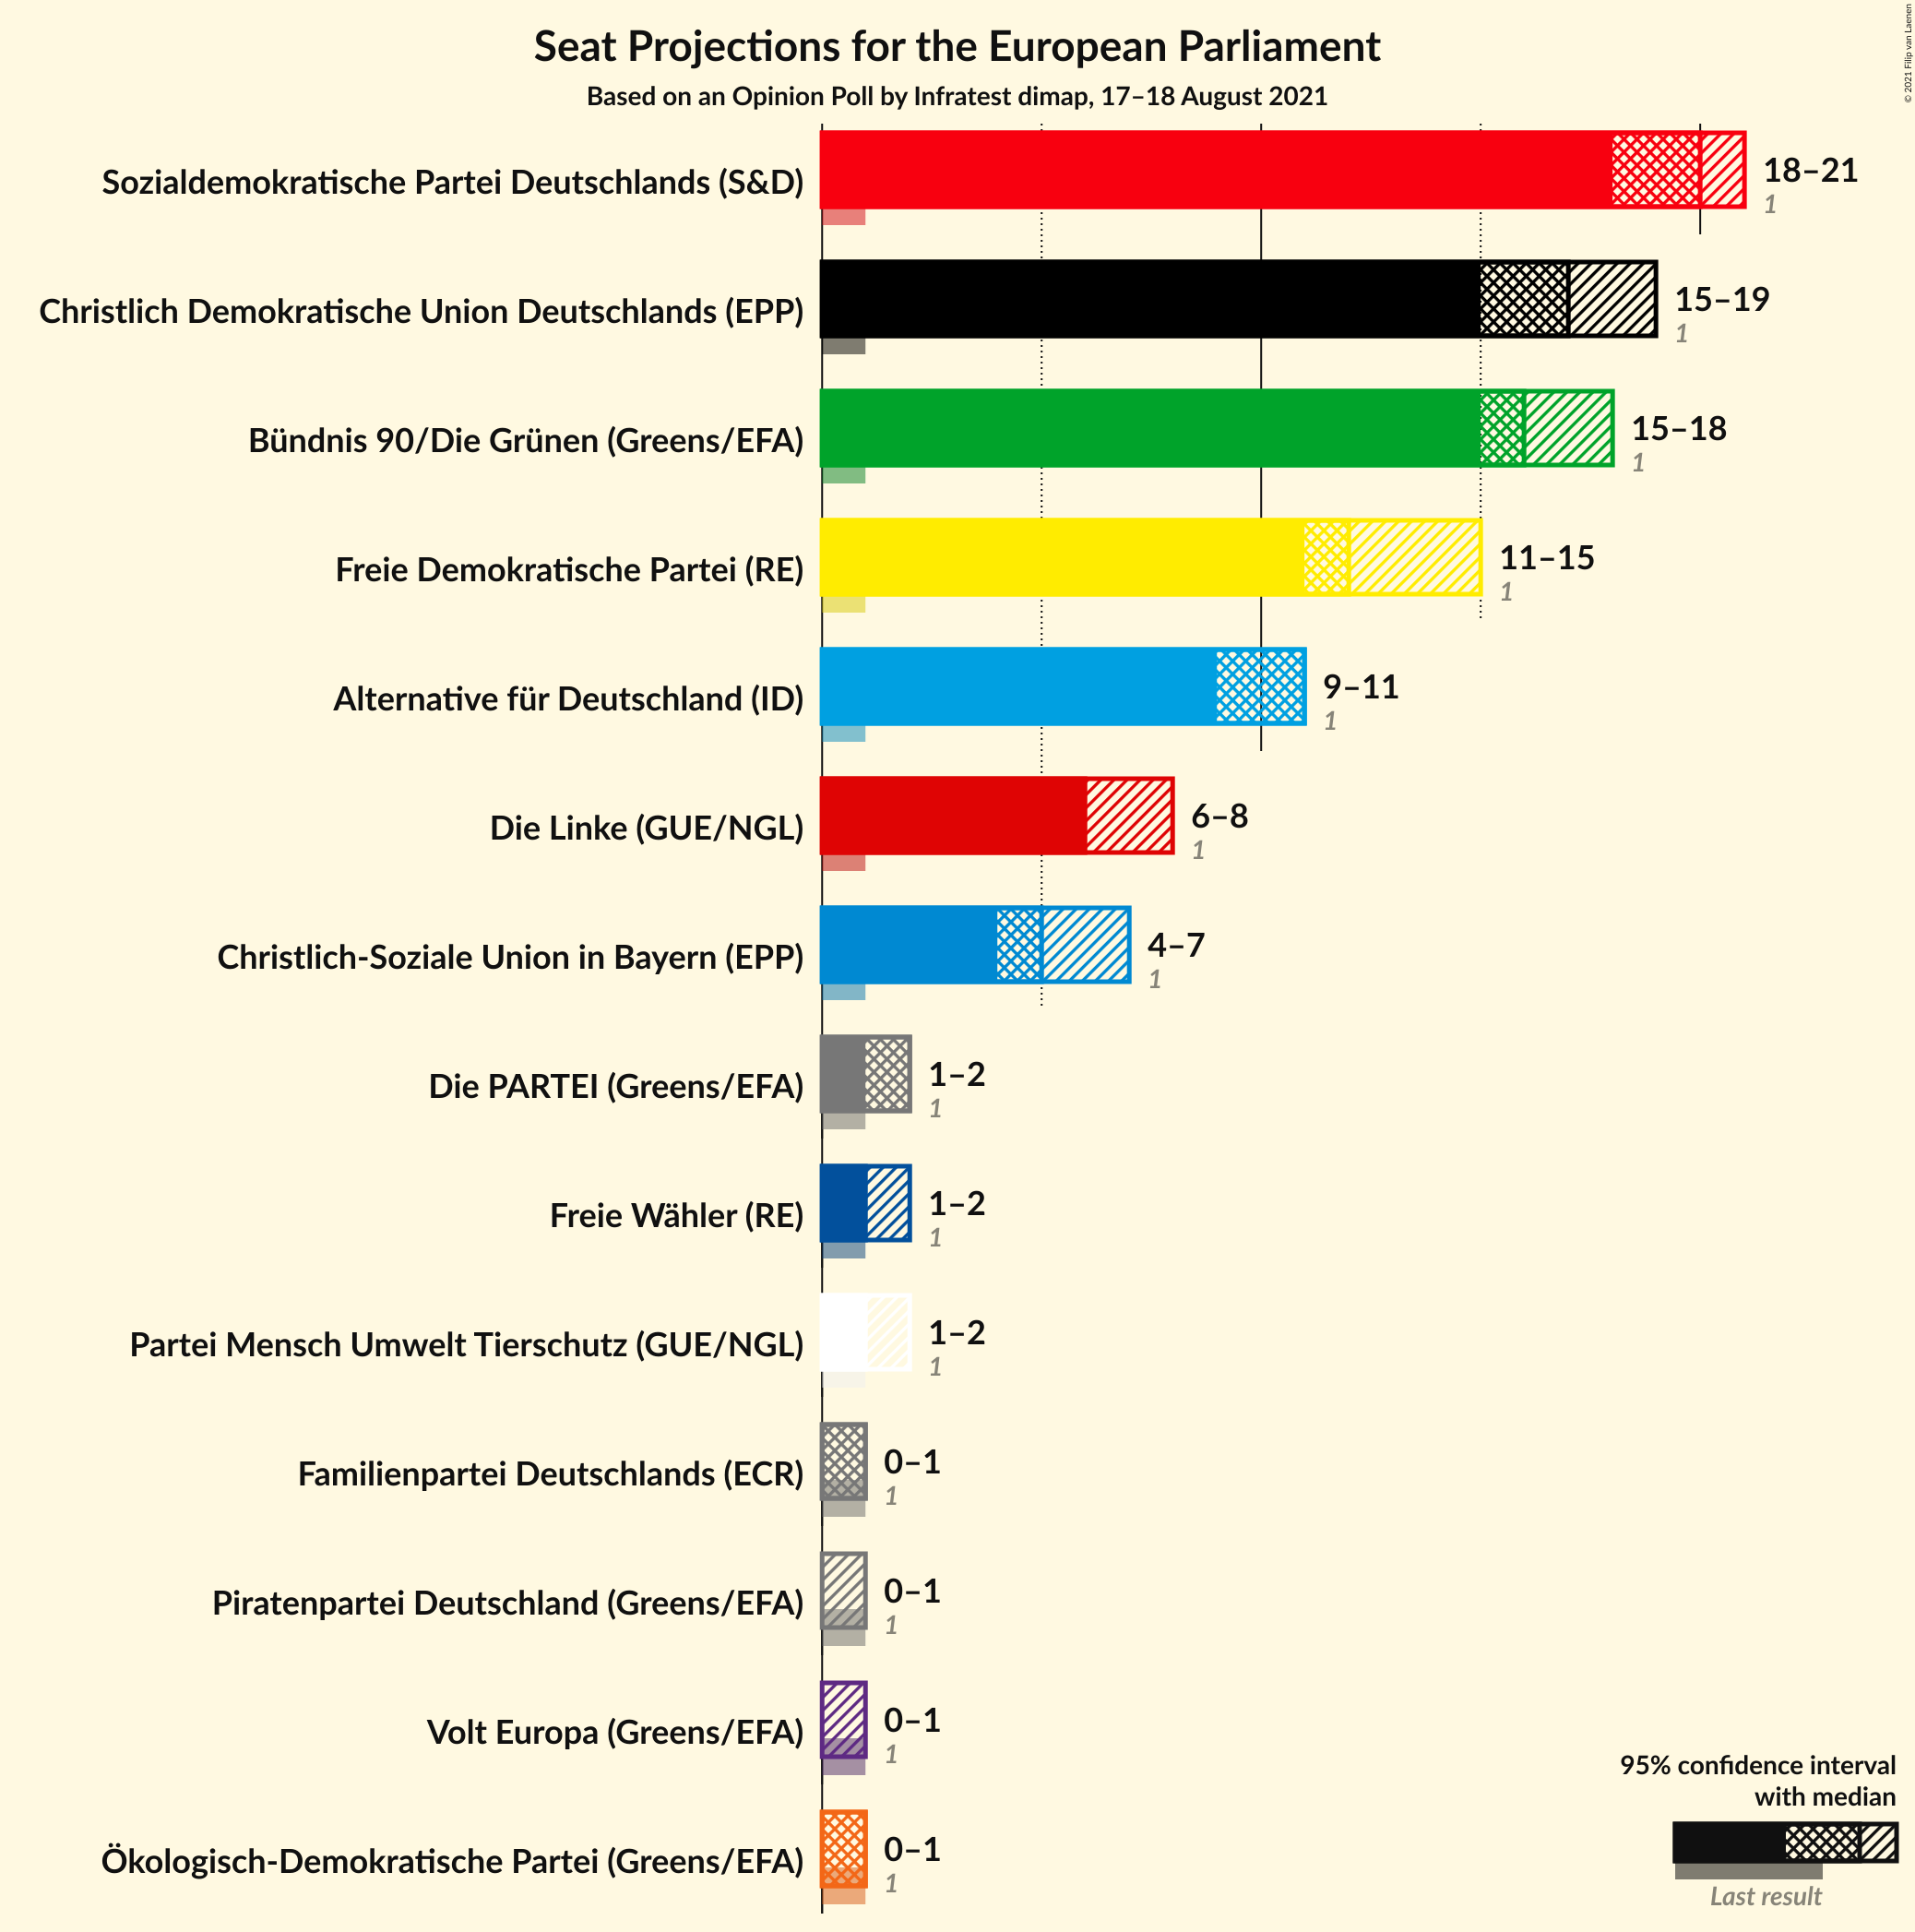 Seat Projections for the European Parliament
Based on an Opinion Poll by Infratest dimap, 17–18 August 2021
© 2021 Filip van Laenen
Sozialdemokratische Partei Deutschlands (S&D)
18–21
1
Christlich Demokratische Union Deutschlands (EPP)
15–19
1
Bündnis 90/Die Grünen (Greens/EFA)
15–18
1
Freie Demokratische Partei (RE)
11–15
1
Alternative für Deutschland (ID)
9–11
1
Die Linke (GUE/NGL)
6–8
1
Christlich-Soziale Union in Bayern (EPP)
4–7
1
Die PARTEI (Greens/EFA)
1–2
1
Freie Wähler (RE)
1–2
1
Partei Mensch Umwelt Tierschutz (GUE/NGL)
1–2
1
Familienpartei Deutschlands (ECR)
0–1
1
Piratenpartei Deutschland (Greens/EFA)
0–1
1
Volt Europa (Greens/EFA)
0–1
1
Ökologisch-Demokratische Partei (Greens/EFA)
0–1
1
95% confidence interval
with median
Last result